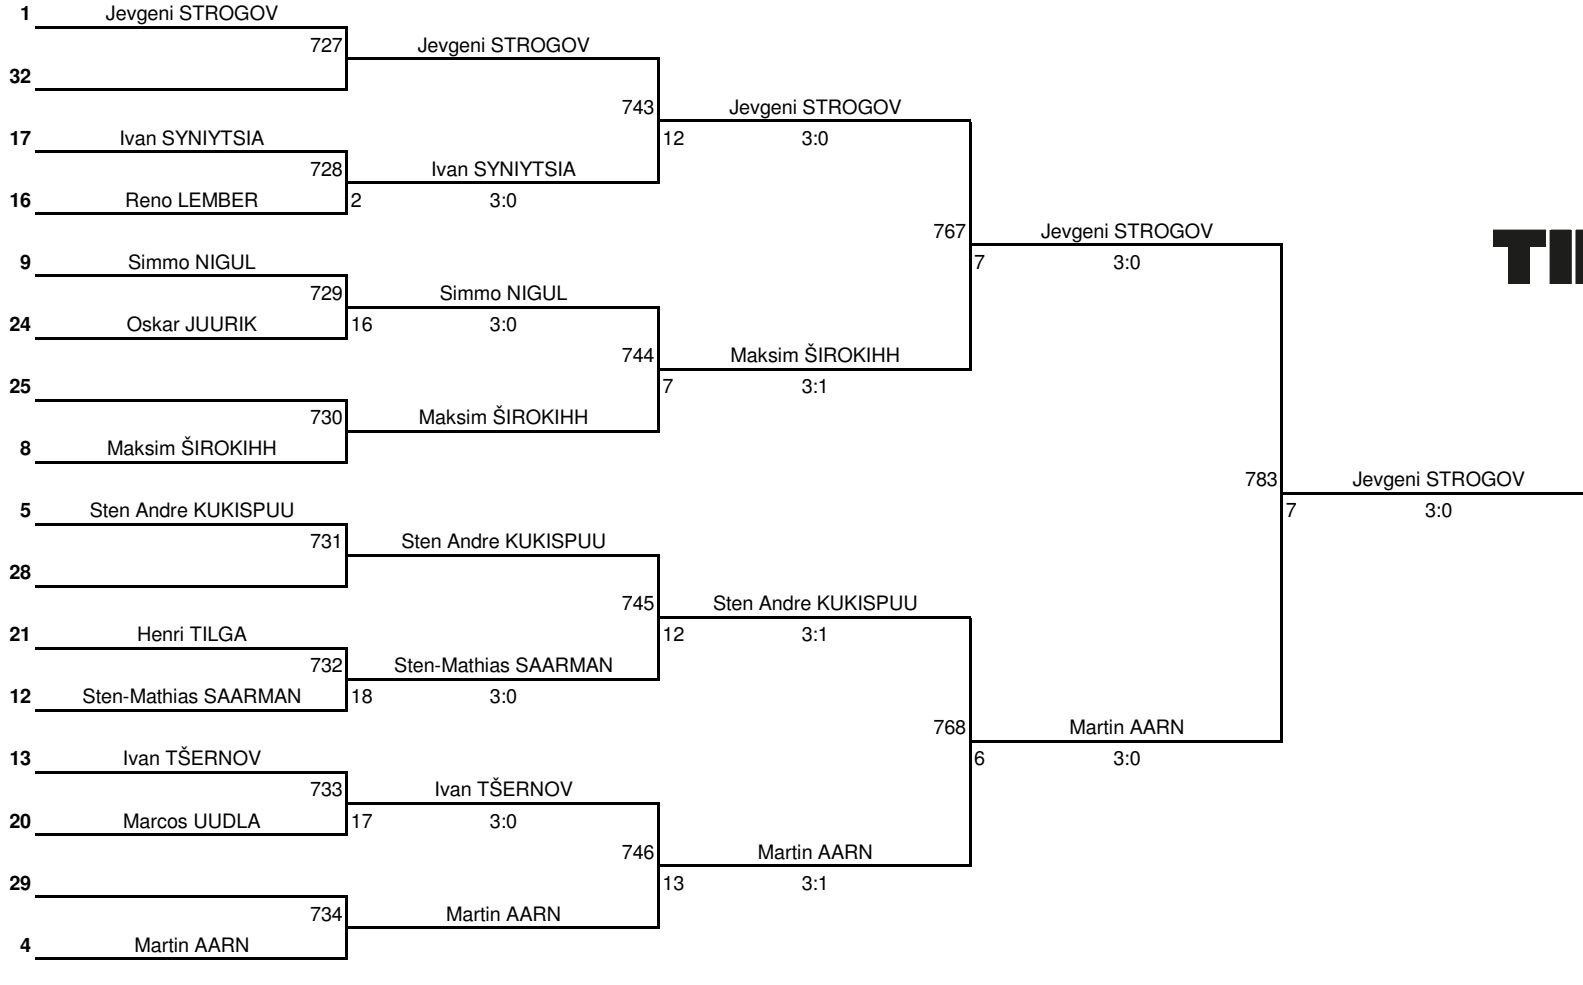 1 Jevgeni STROGOV
727 Jevgeni STROGOV
32
743 Jevgeni STROGOV
17 Ivan SYNIYTSIA
12 3:0
728 Ivan SYNIYTSIA
16 Reno LEMBER 2 3:0
767 Jevgeni STROGOV
9 Simmo NIGUL
7 3:0
729 Simmo NIGUL
24 Oskar JUURIK 16 3:0
744 Maksim ŠIROKIHH
25
7 3:1
730 Maksim ŠIROKIHH
8 Maksim ŠIROKIHH
783 Jevgeni STROGOV
5 Sten Andre KUKISPUU
7 3:0
731 Sten Andre KUKISPUU
28
745 Sten Andre KUKISPUU
21 Henri TILGA
12 3:1
732 Sten-Mathias SAARMAN
12 Sten-Mathias SAARMAN 18 3:0
768 Martin AARN
13 Ivan TŠERNOV
6 3:0
733 Ivan TŠERNOV
20 Marcos UUDLA 17 3:0
746 Martin AARN
29
13 3:1
734 Martin AARN
4 Martin AARN